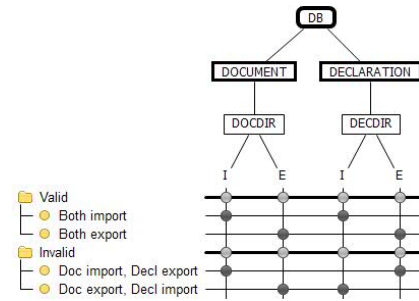 DB
DOCUMENT DECLARATION
DOCDIR DECDIR
I E I E
Valid
Both import
Both export
Invalid
Doc import, Decl export
Doc export, Decl import